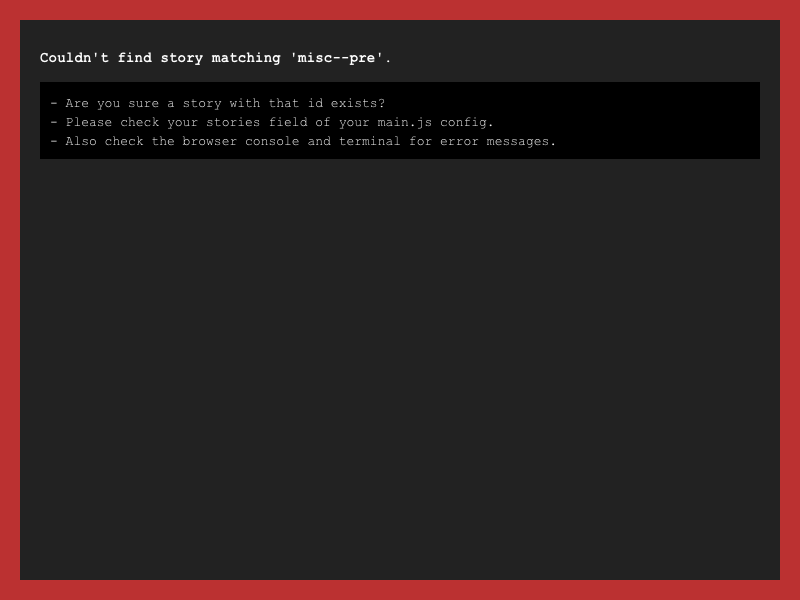 Couldn't find story matching 'misc--pre'.
- Are you sure a story with that id exists?
- Please check your stories field of your main.js config.
- Also check the browser console and terminal for error messages.